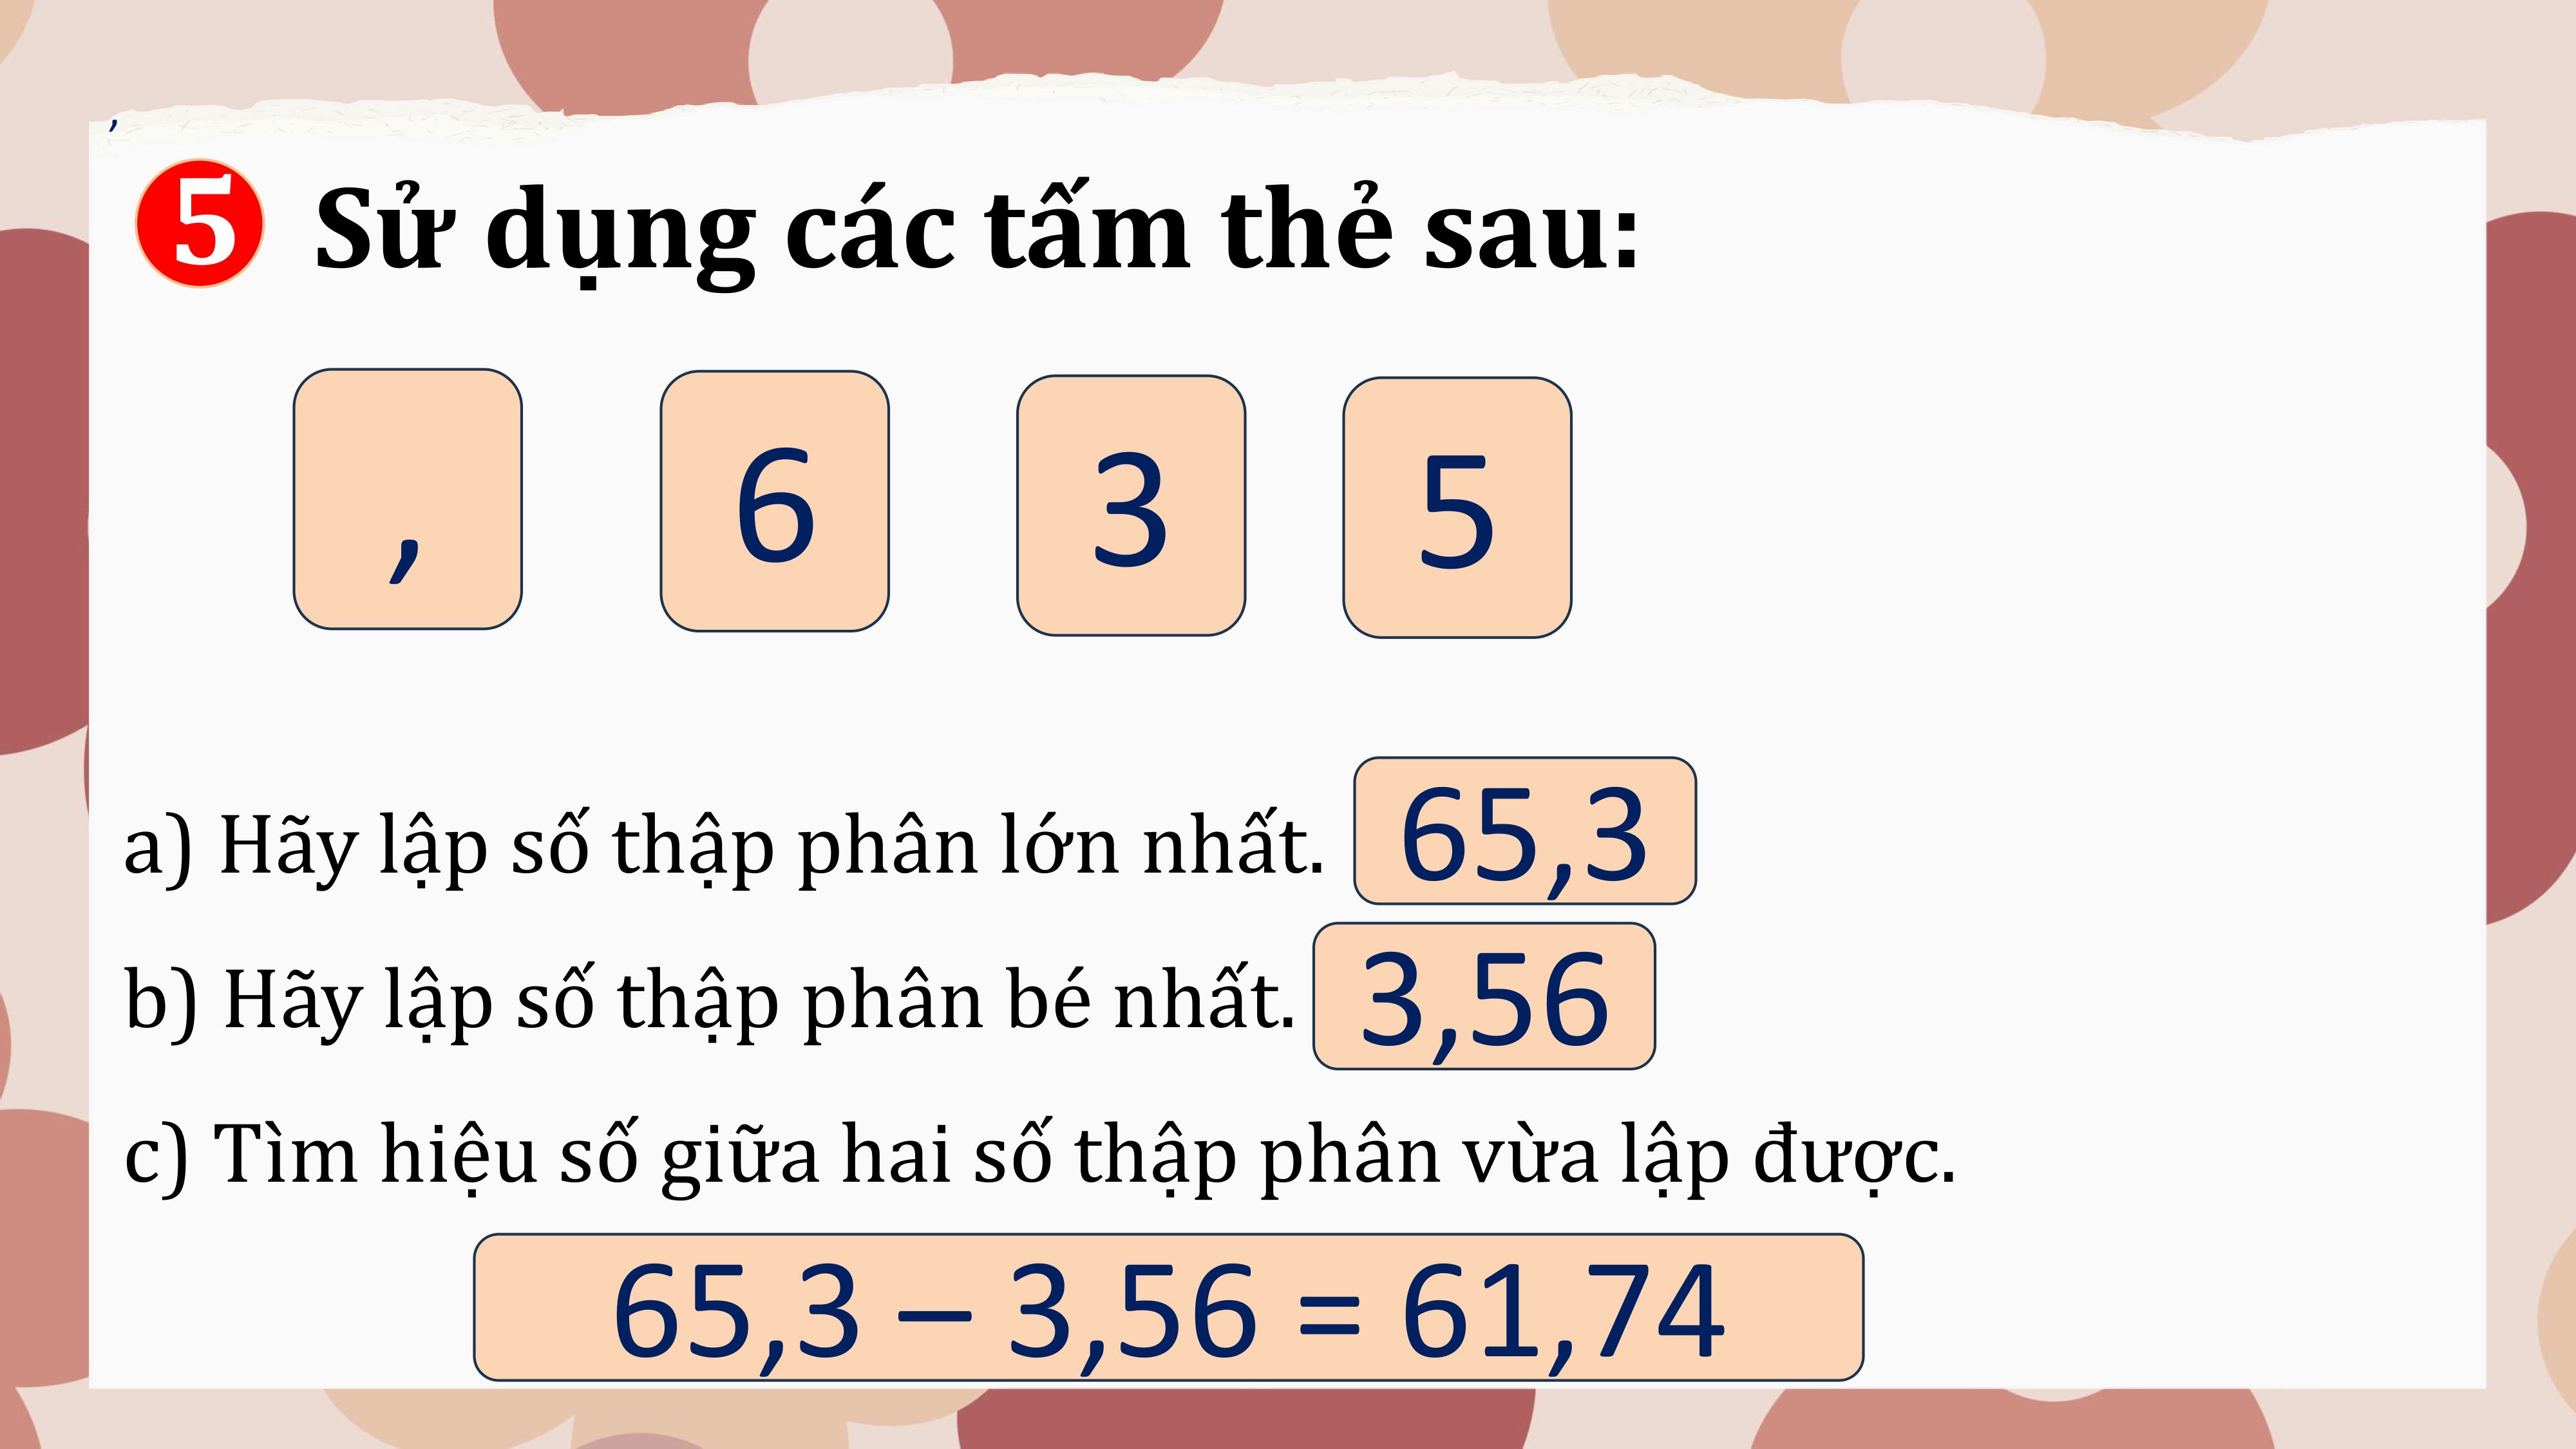 ,
5 Sử dụng các tấm thẻ sau:
, 6 3 5
a) Hãy lập số thập phân lớn nhất. 65,3
b) Hãy lập số thập phân bé nhất. 3,56
c) Tìm hiệu số giữa hai số thập phân vừa lập được.
65,3 – 3,56 = 61,74